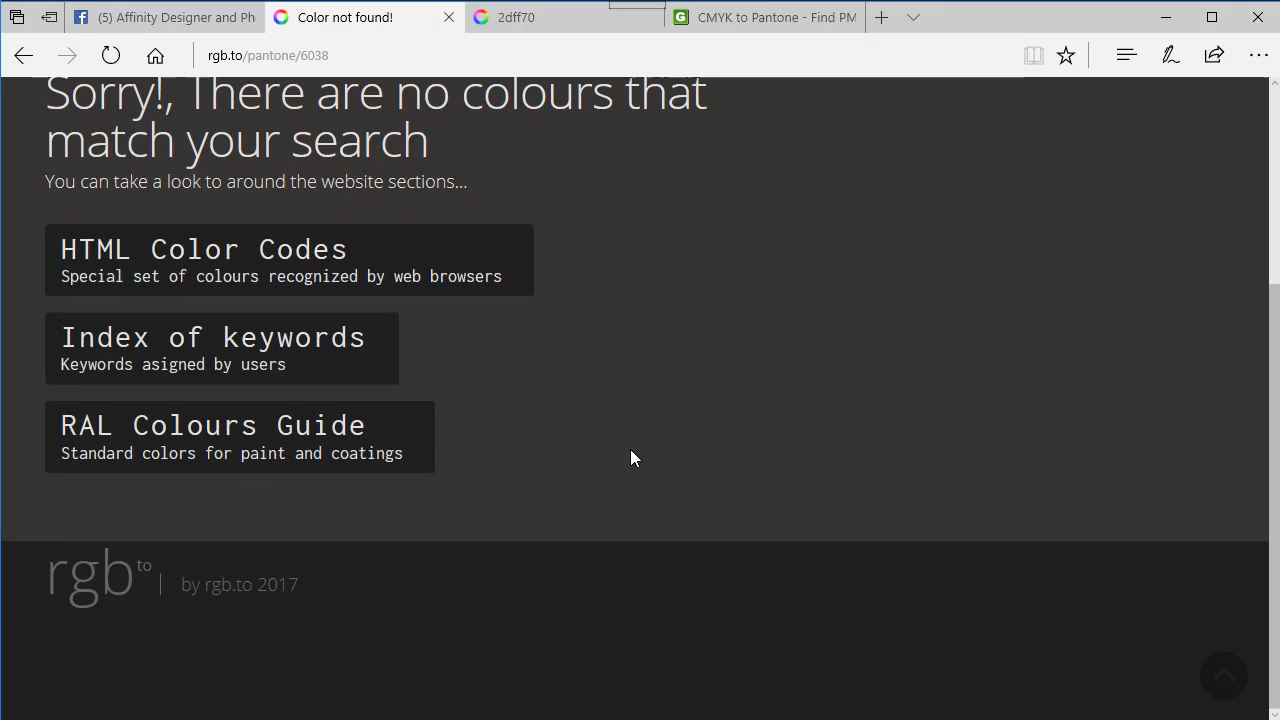 (5) Affinity Designer and Ph
Color not found!
2dff70
CMYK to Pantone - Find PM
rgb.to/pantone/6038
Sorry!, There are no colours that
match your search
You can take a look to around the website sections...
HTML Color Codes
Special set of colours recognized by web browsers
Index of keywords
Keywords asigned by users
RAL Colours Guide
Standard colors for paint and coatings
rgb to | by rgb.to 2017